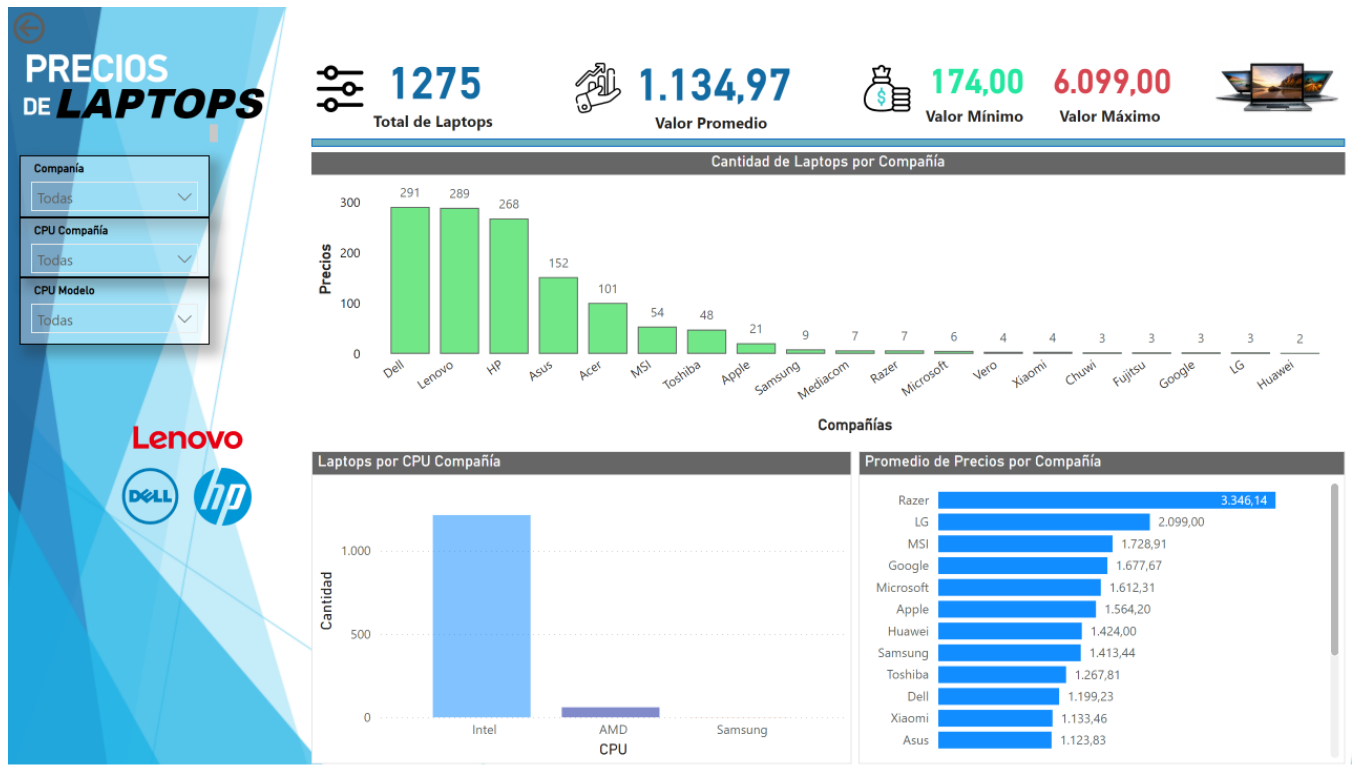 PRECIOS
DE LAPTOPS
Companía
Todas
CPU Compañía
Todas
CPU Modelo
Todas
Lenovo
DELL
hp
1275
Total de Laptops
1.134,97
Valor Promedio
174,00
Valor Mínimo
6.099,00
Valor Máximo
Cantidad de Laptops por Compañía
Precios
300
200
100
0
291
289
268
152
101
54
48
21
9
7
7
6
4
4
3
3
3
3
2
Dell
Lenovo
HP
Asus
Acer
MSI
Toshiba
Apple
Samsung
Mediacom
Razer
Microsoft
Vero
Xiaomi
Chuwi
Fujitsu
Google
LG
Huawei
Compañías
Laptops por CPU Compañía
Cantidad
1.000
500
0
Intel
AMD
Samsung
CPU
Promedio de Precios por Compañía
Razer 3.346,14
LG 2.099,00
MSI 1.728,91
Google 1.677,67
Microsoft 1.612,31
Apple 1.564,20
Huawei 1.424,00
Samsung 1.413,44
Toshiba 1.267,81
Dell 1.199,23
Xiaomi 1.133,46
Asus 1.123,83